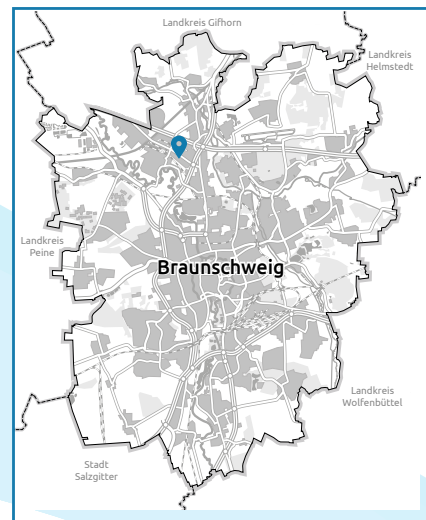 Landkreis Gifhorn
Landkreis
Helmstedt
Landkreis
Peine
Braunschweig
Landkreis
Wolfenbüttel
Stadt
Salzgitter